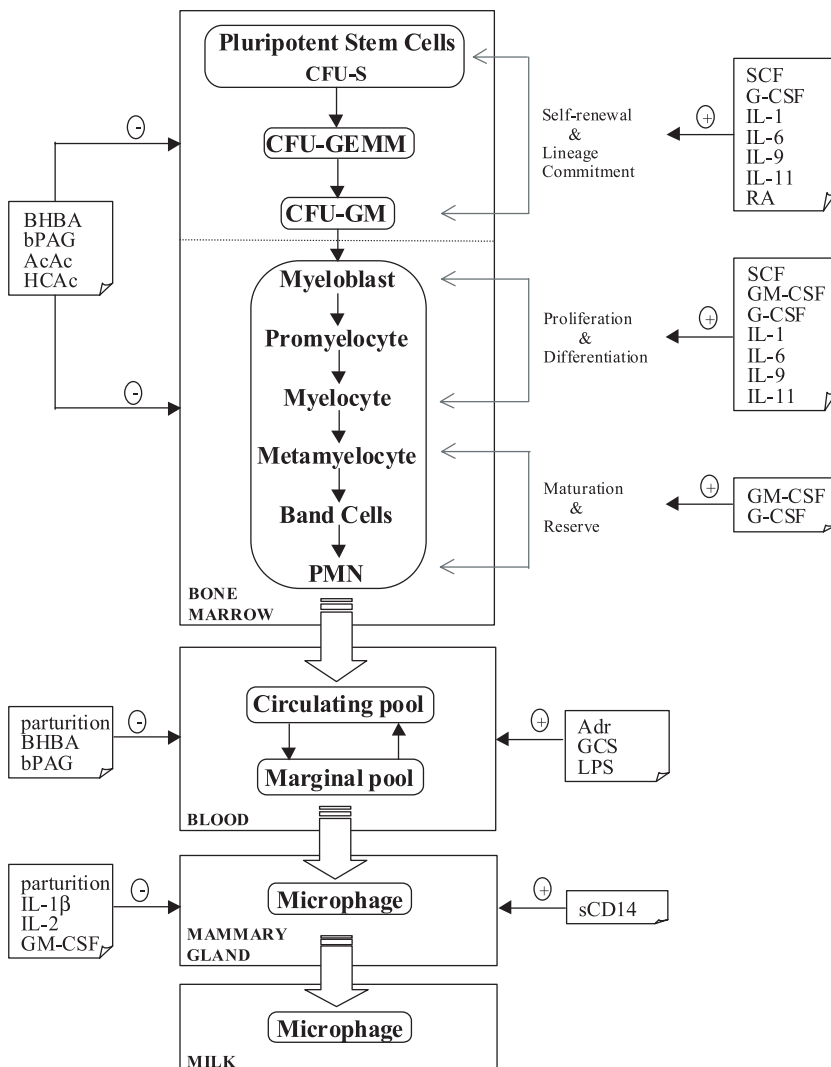 Pluripotent Stem Cells
CFU-S
CFU-GEMM
CFU-GM
Self-renewal
&
Lineage
Commitment
+
SCF
G-CSF
IL-1
IL-6
IL-9
IL-11
RA
-
BHBA
bPAG
AcAc
HCAc
-
Myeloblast
Promyelocyte
Myelocyte
Metamyelocyte
Band Cells
PMN
BONE
MARROW
Proliferation
&
Differentiation
+
SCF
GM-CSF
G-CSF
IL-1
IL-6
IL-9
IL-11
Maturation
&
Reserve
+
GM-CSF
G-CSF
parturition
BHBA
bPAG
-
Circulating pool
Marginal pool
BLOOD
+
Adr
GCS
LPS
parturition
IL-1β
IL-2
GM-CSF
-
Microphage
MAMMARY
GLAND
+
sCD14
Microphage
MILK